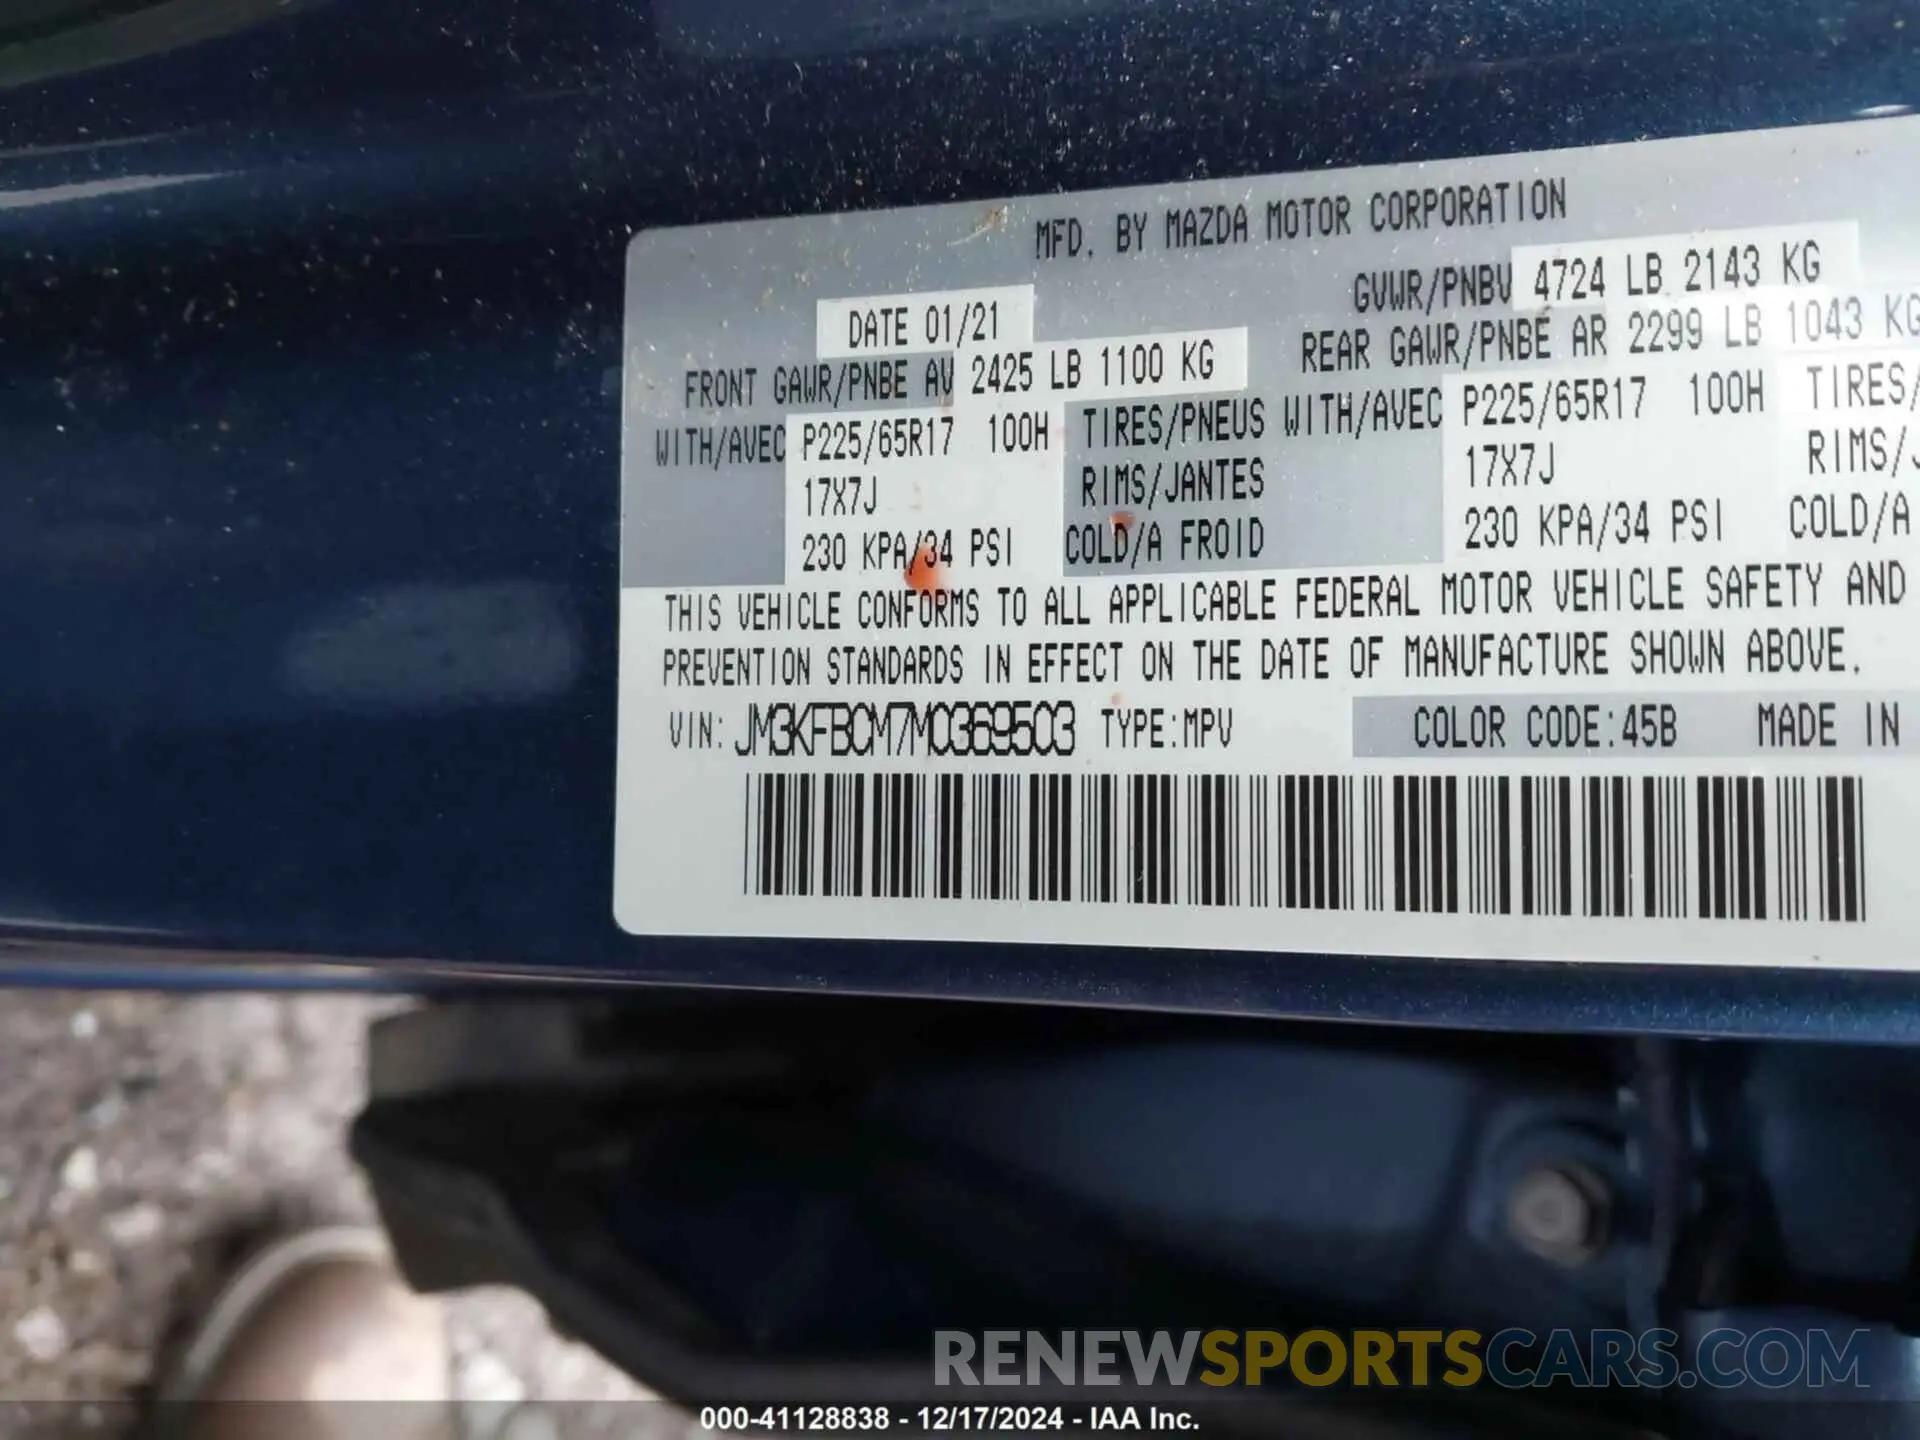 MFD. BY MAZDA MOTOR CORPORATION
DATE 01/21 GVWR/PNBV 4724 LB 2143 KG
FRONT GAWR/PNBE AV 2425 LB 1100 KG REAR GAWR/PNBE AR 2299 LB 1043 KG
WITH/AVEC P225/65R17 100H TIRES/PNEUS WITH/AVEC P225/65R17 100H TIRES/
17X7J RIMS/JANTES 17X7J RIMS/
230 KPA/34 PSI COLD/A FROID 230 KPA/34 PSI COLD/A
THIS VEHICLE CONFORMS TO ALL APPLICABLE FEDERAL MOTOR VEHICLE SAFETY AND
PREVENTION STANDARDS IN EFFECT ON THE DATE OF MANUFACTURE SHOWN ABOVE.
VIN: JM3KFBCM7M0369503 TYPE:MPV COLOR CODE:45B MADE IN
RENEWSPORTSCARS.COM
000-41128838 - 12/17/2024 - IAA Inc.